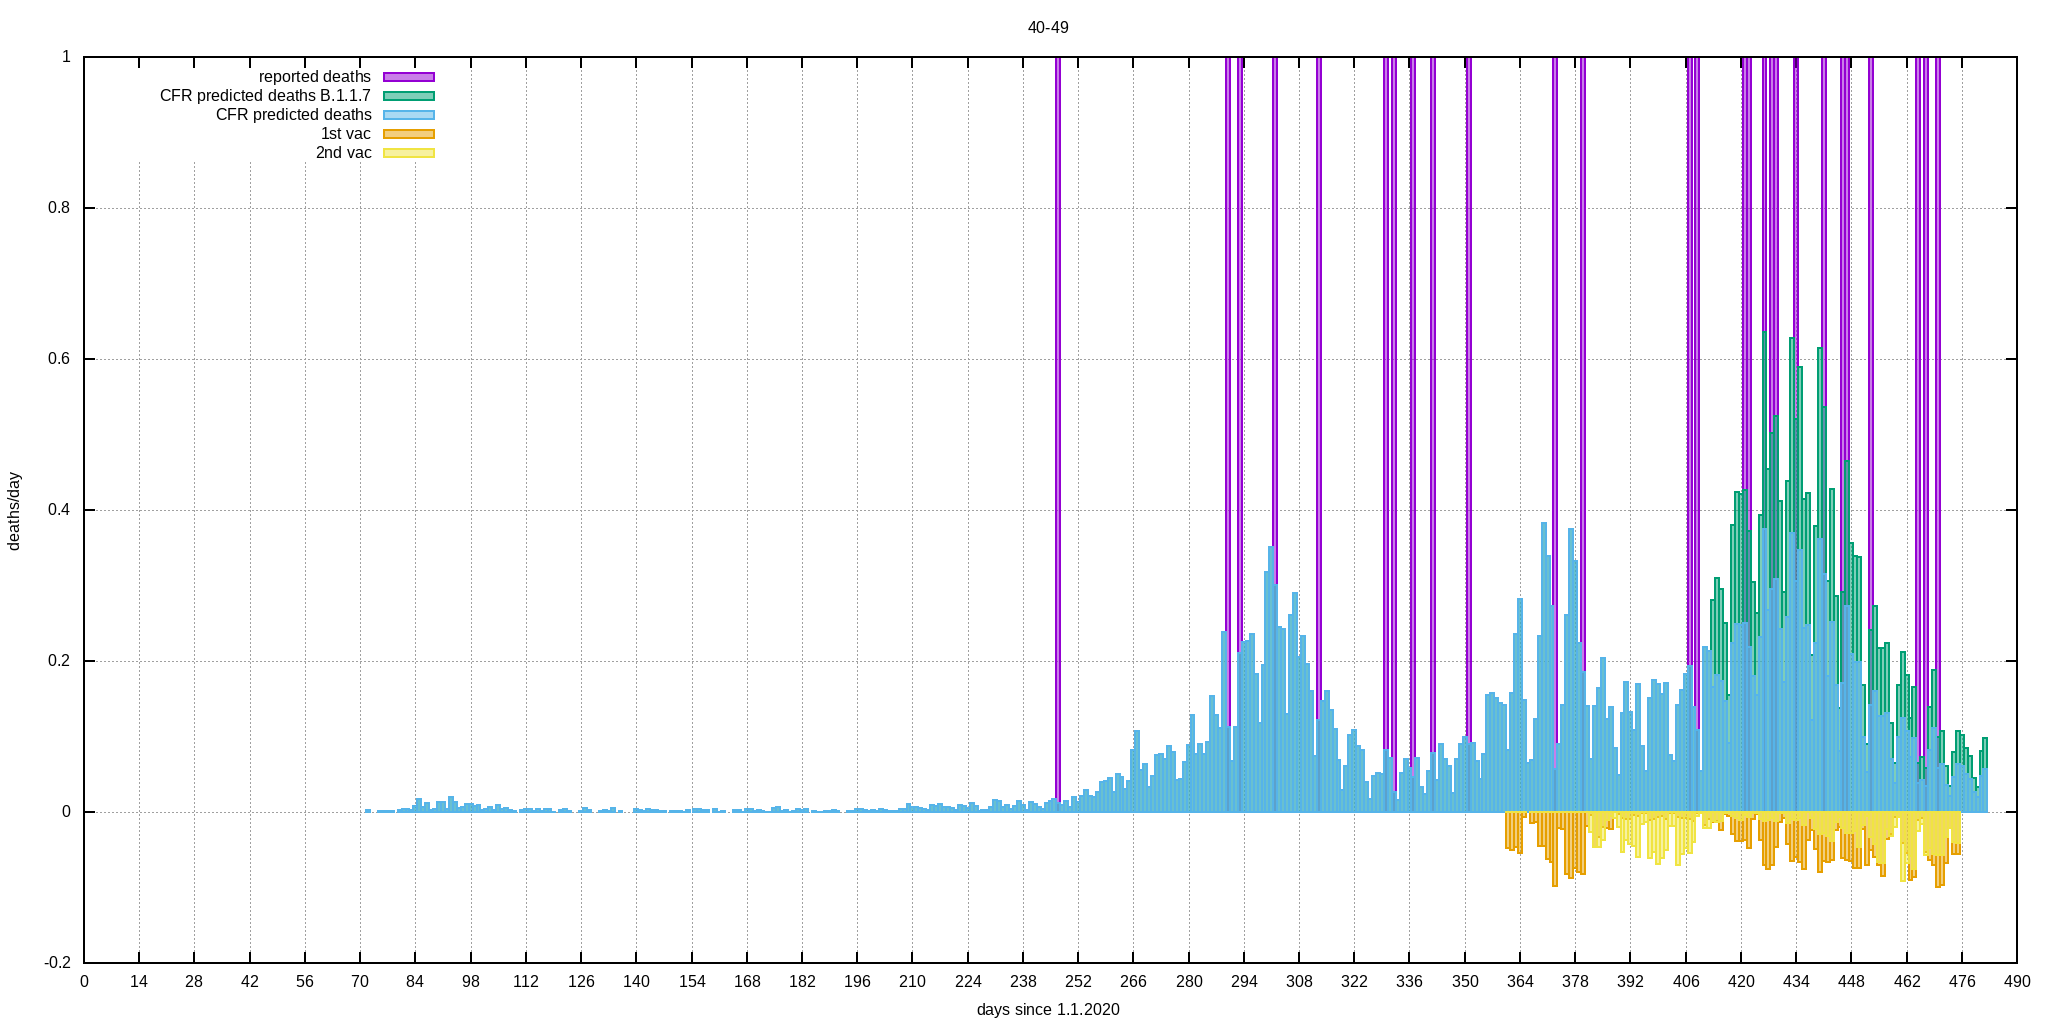 40-49
1
reported deaths
CFR predicted deaths B.1.1.7
CFR predicted deaths
1st vac
2nd vac
0.8
0.6
deaths/day
0.4
0.2
0
-0.2
0 14 28 42 56 70 84 98 112 126 140 154 168 182 196 210 224 238 252 266 280 294 308 322 336 350 364 378 392 406 420 434 448 462 476 490
days since 1.1.2020